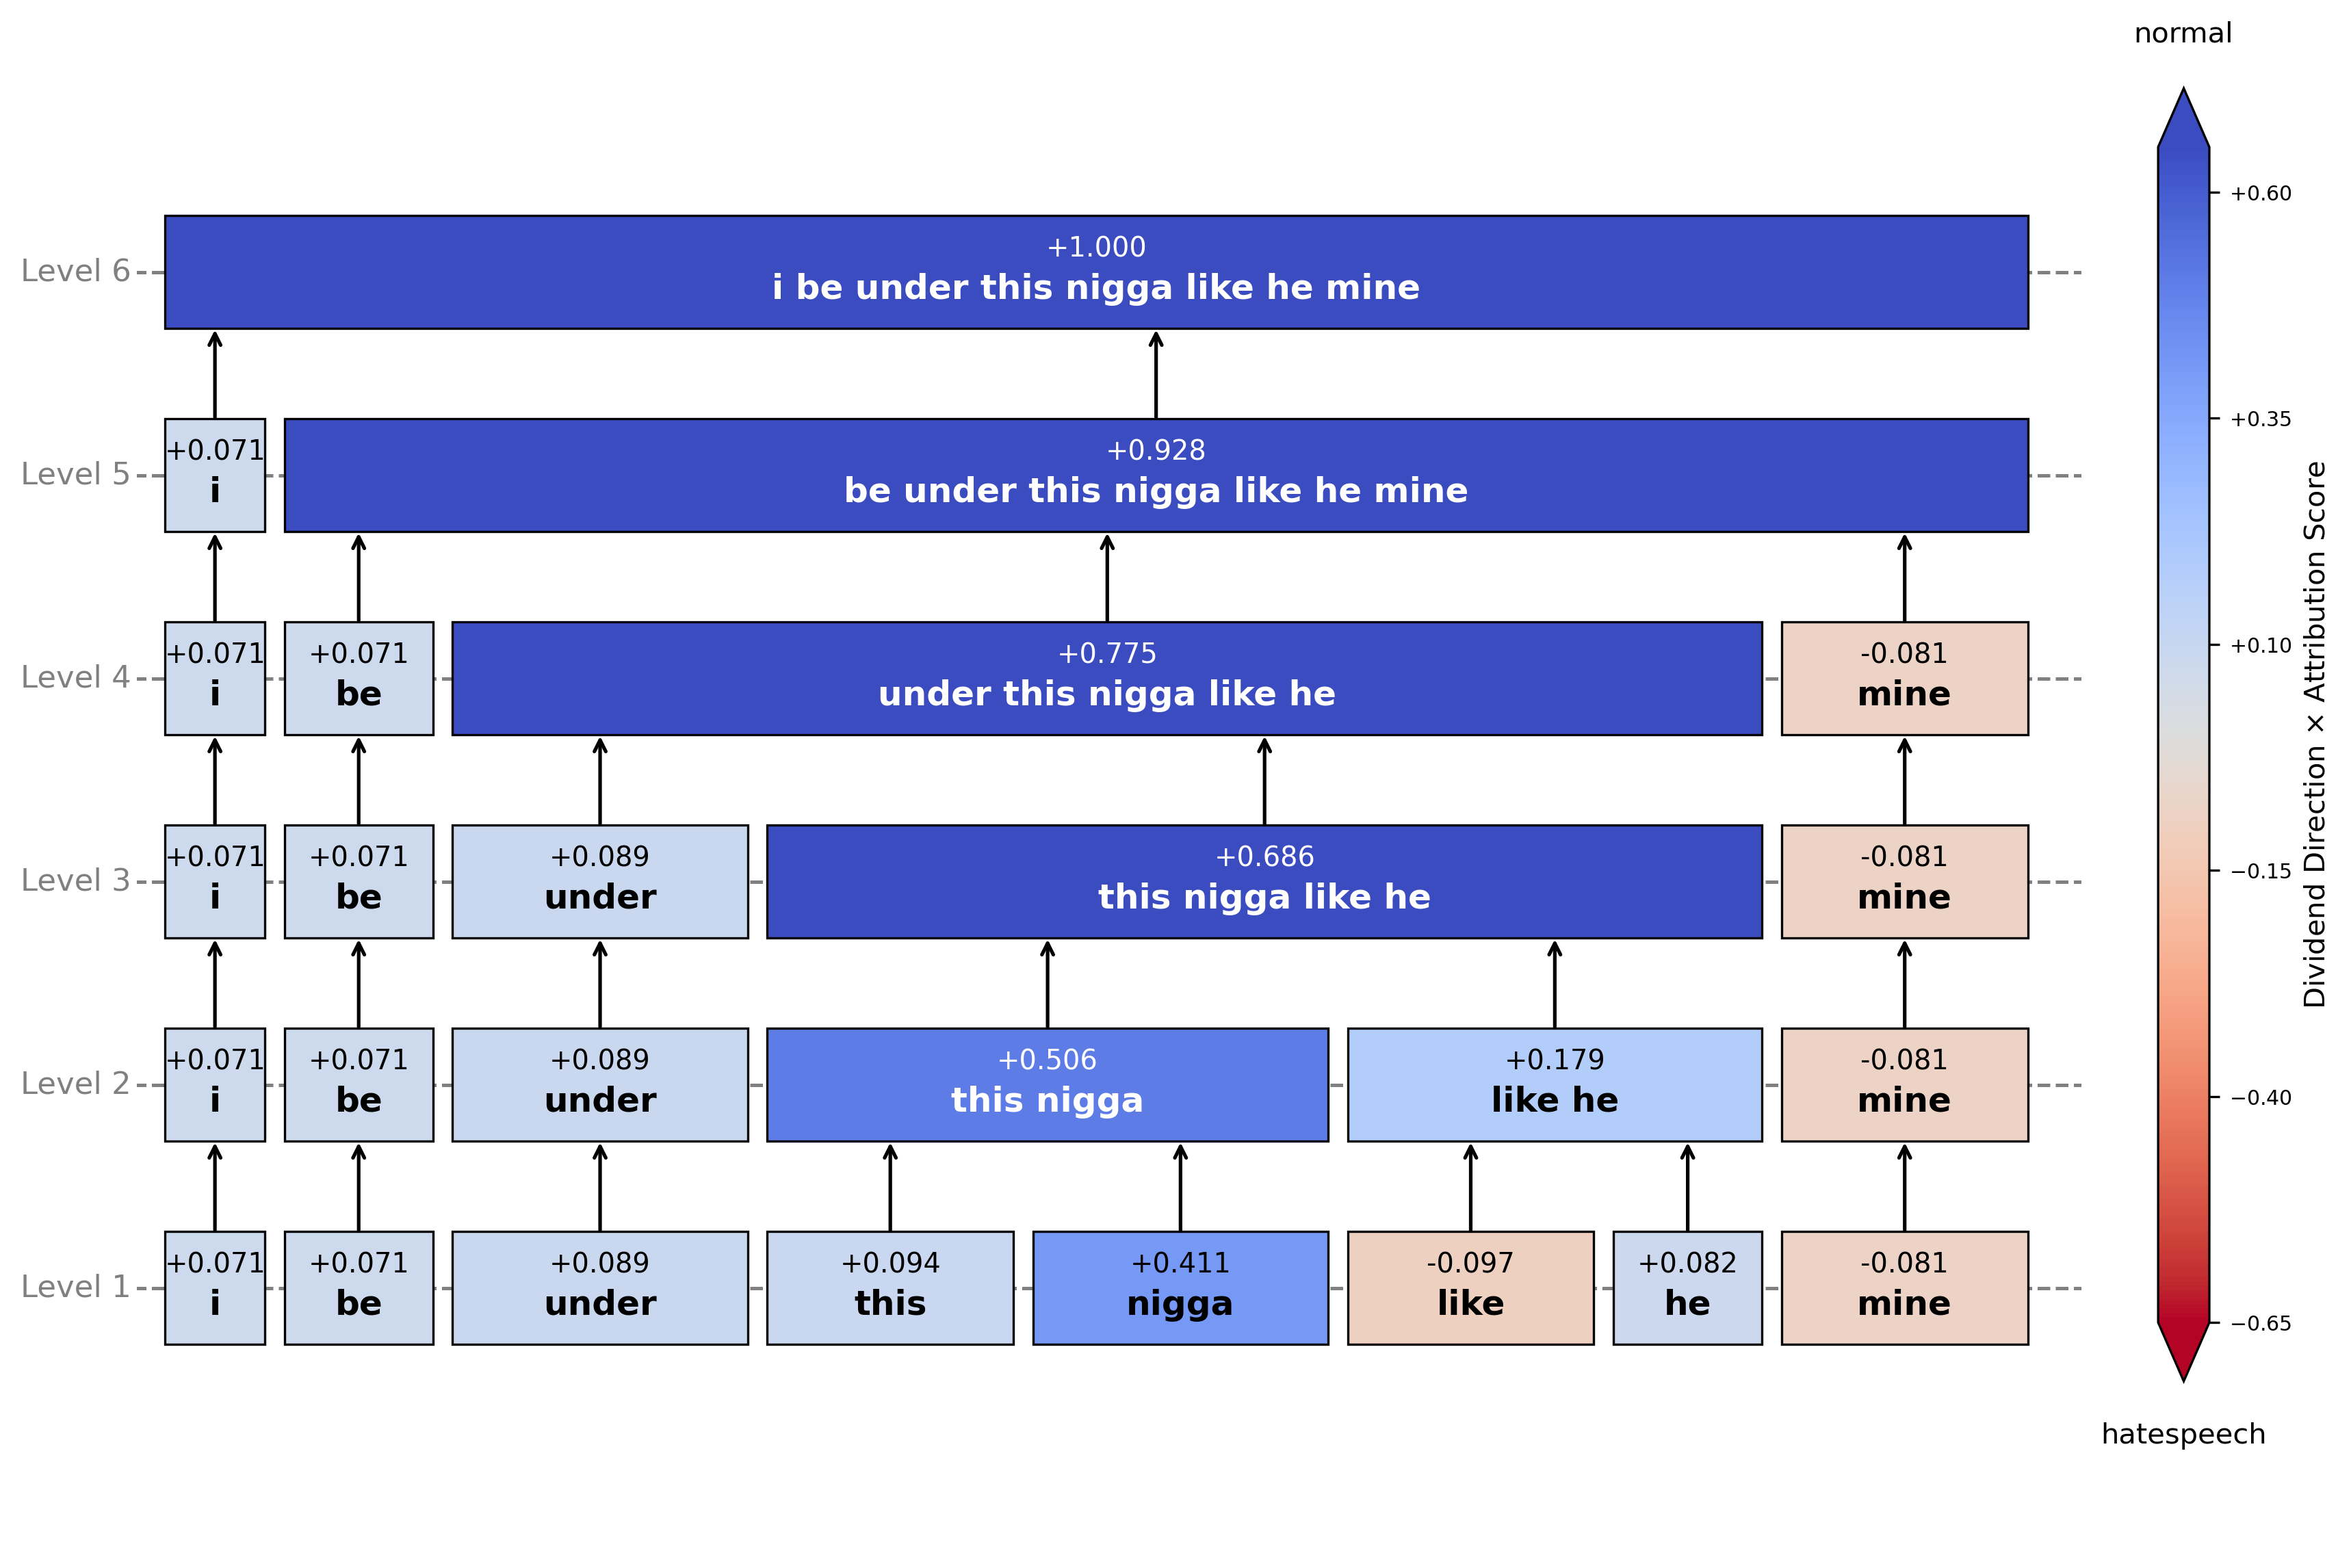 normal
+0.60
+0.35
+0.10
−0.15
−0.40
−0.65
Dividend Direction × Attribution Score
hatespeech
Level 6
+1.000
i be under this nigga like he mine
Level 5
+0.071
i
+0.928
be under this nigga like he mine
Level 4
+0.071
i
+0.071
be
+0.775
under this nigga like he
-0.081
mine
Level 3
+0.071
i
+0.071
be
+0.089
under
+0.686
this nigga like he
-0.081
mine
Level 2
+0.071
i
+0.071
be
+0.089
under
+0.506
this nigga
+0.179
like he
-0.081
mine
Level 1
+0.071
i
+0.071
be
+0.089
under
+0.094
this
+0.411
nigga
-0.097
like
+0.082
he
-0.081
mine